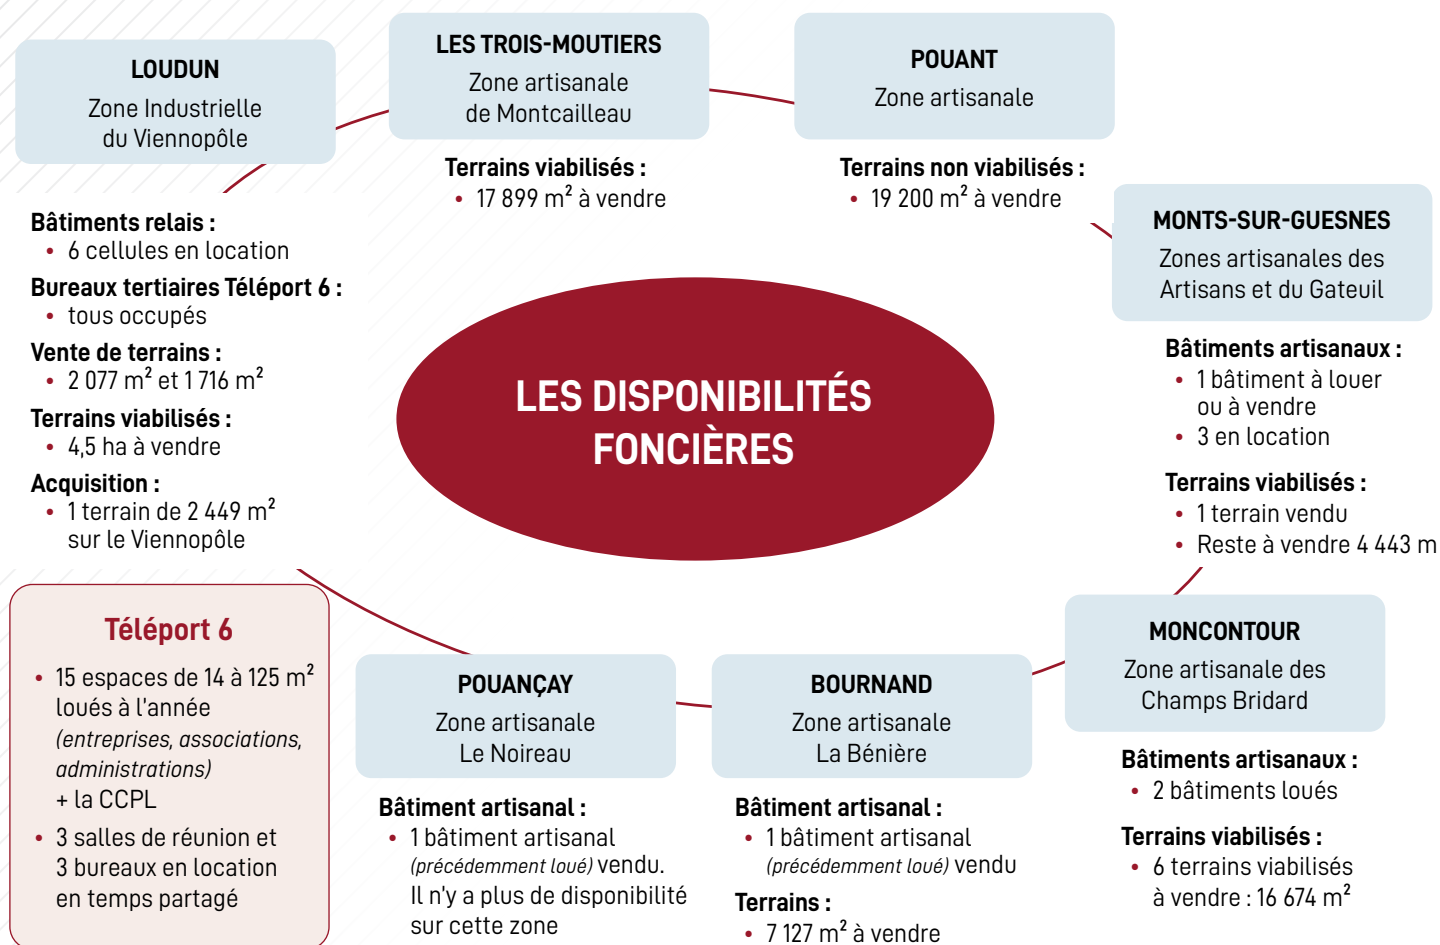 LOUDUN
Zone Industrielle
du Viennopôle
Bâtiments relais :
• 6 cellules en location
Bureaux tertiaires Téléport 6 :
• tous occupés
Vente de terrains :
• 2 077 m² et 1 716 m²
Terrains viabilisés :
• 4,5 ha à vendre
Acquisition :
• 1 terrain de 2 449 m²
sur le Viennopôle
LES TROIS-MOUTIERS
Zone artisanale
de Montcailleau
Terrains viabilisés :
• 17 899 m² à vendre
POUANT
Zone artisanale
Terrains non viabilisés :
• 19 200 m² à vendre
MONTS-SUR-GUESNES
Zones artisanales des
Artisans et du Gateuil
Bâtiments artisanaux :
• 1 bâtiment à louer
ou à vendre
• 3 en location
Terrains viabilisés :
• 1 terrain vendu
• Reste à vendre 4 443 m
LES DISPONIBILITÉS
FONCIÈRES
Téléport 6
• 15 espaces de 14 à 125 m²
loués à l'année
(entreprises, associations,
administrations)
+ la CCPL
• 3 salles de réunion et
3 bureaux en location
en temps partagé
POUANÇAY
Zone artisanale
Le Noireau
Bâtiment artisanal :
• 1 bâtiment artisanal
(précédemment loué) vendu.
Il n'y a plus de disponibilité
sur cette zone
BOURNAND
Zone artisanale
La Bénière
Bâtiment artisanal :
• 1 bâtiment artisanal
(précédemment loué) vendu
Terrains :
• 7 127 m² à vendre
MONCONTOUR
Zone artisanale des
Champs Bridard
Bâtiments artisanaux :
• 2 bâtiments loués
Terrains viabilisés :
• 6 terrains viabilisés
à vendre : 16 674 m²